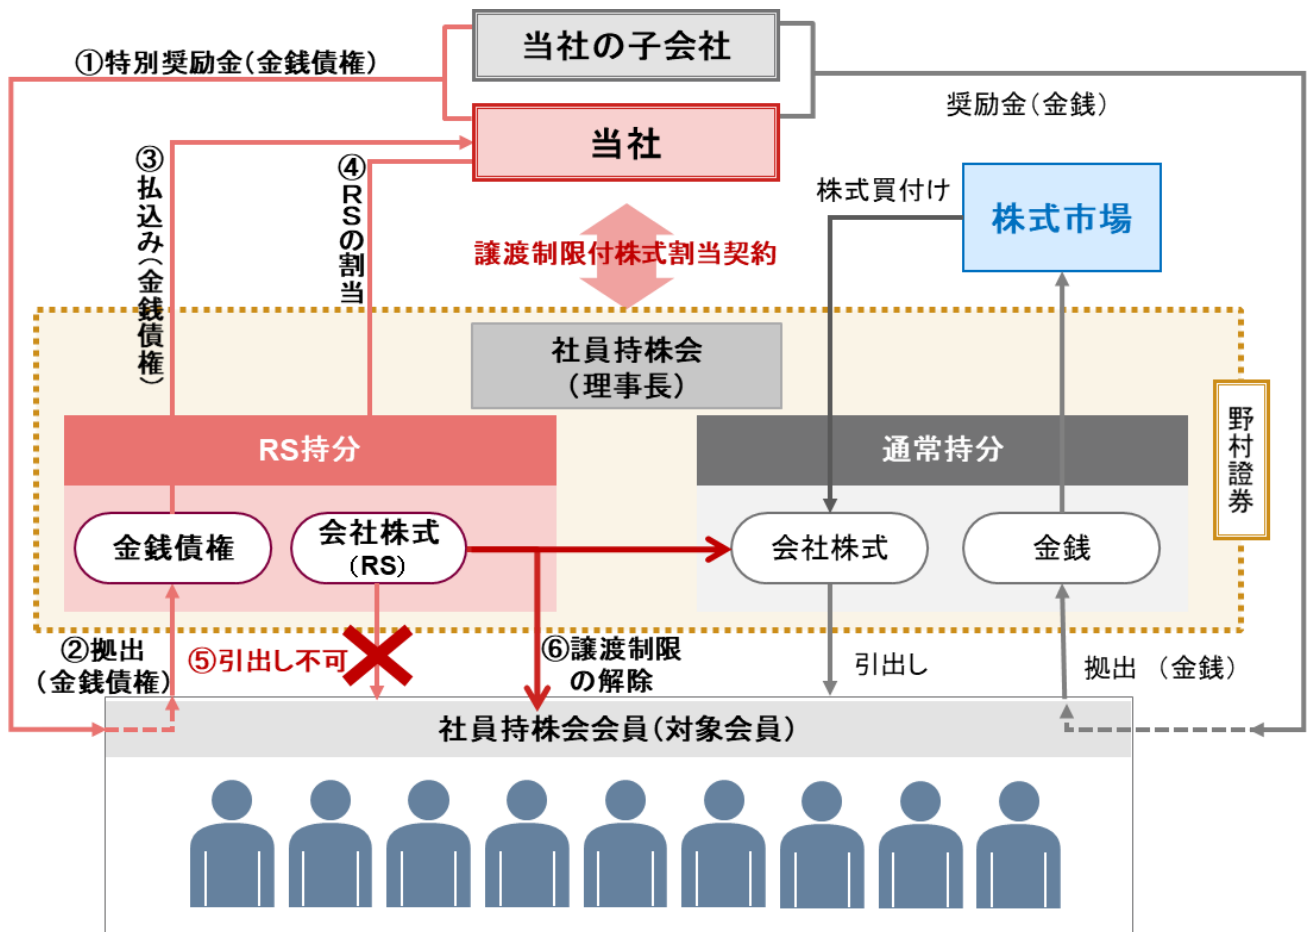 当社の子会社
①特別奨励金(金銭債権)
奨励金(金銭)
当社
③払込み(金銭債権)
④RSの割当
株式買付け
株式市場
譲渡制限付株式割当契約
社員持株会
(理事長)
野村證券
RS持分
通常持分
金銭債権
会社株式
(RS)
会社株式
金銭
②拠出
(金銭債権)
⑤引出し不可
⑥譲渡制限
の解除
引出し
拠出 (金銭)
社員持株会会員(対象会員)